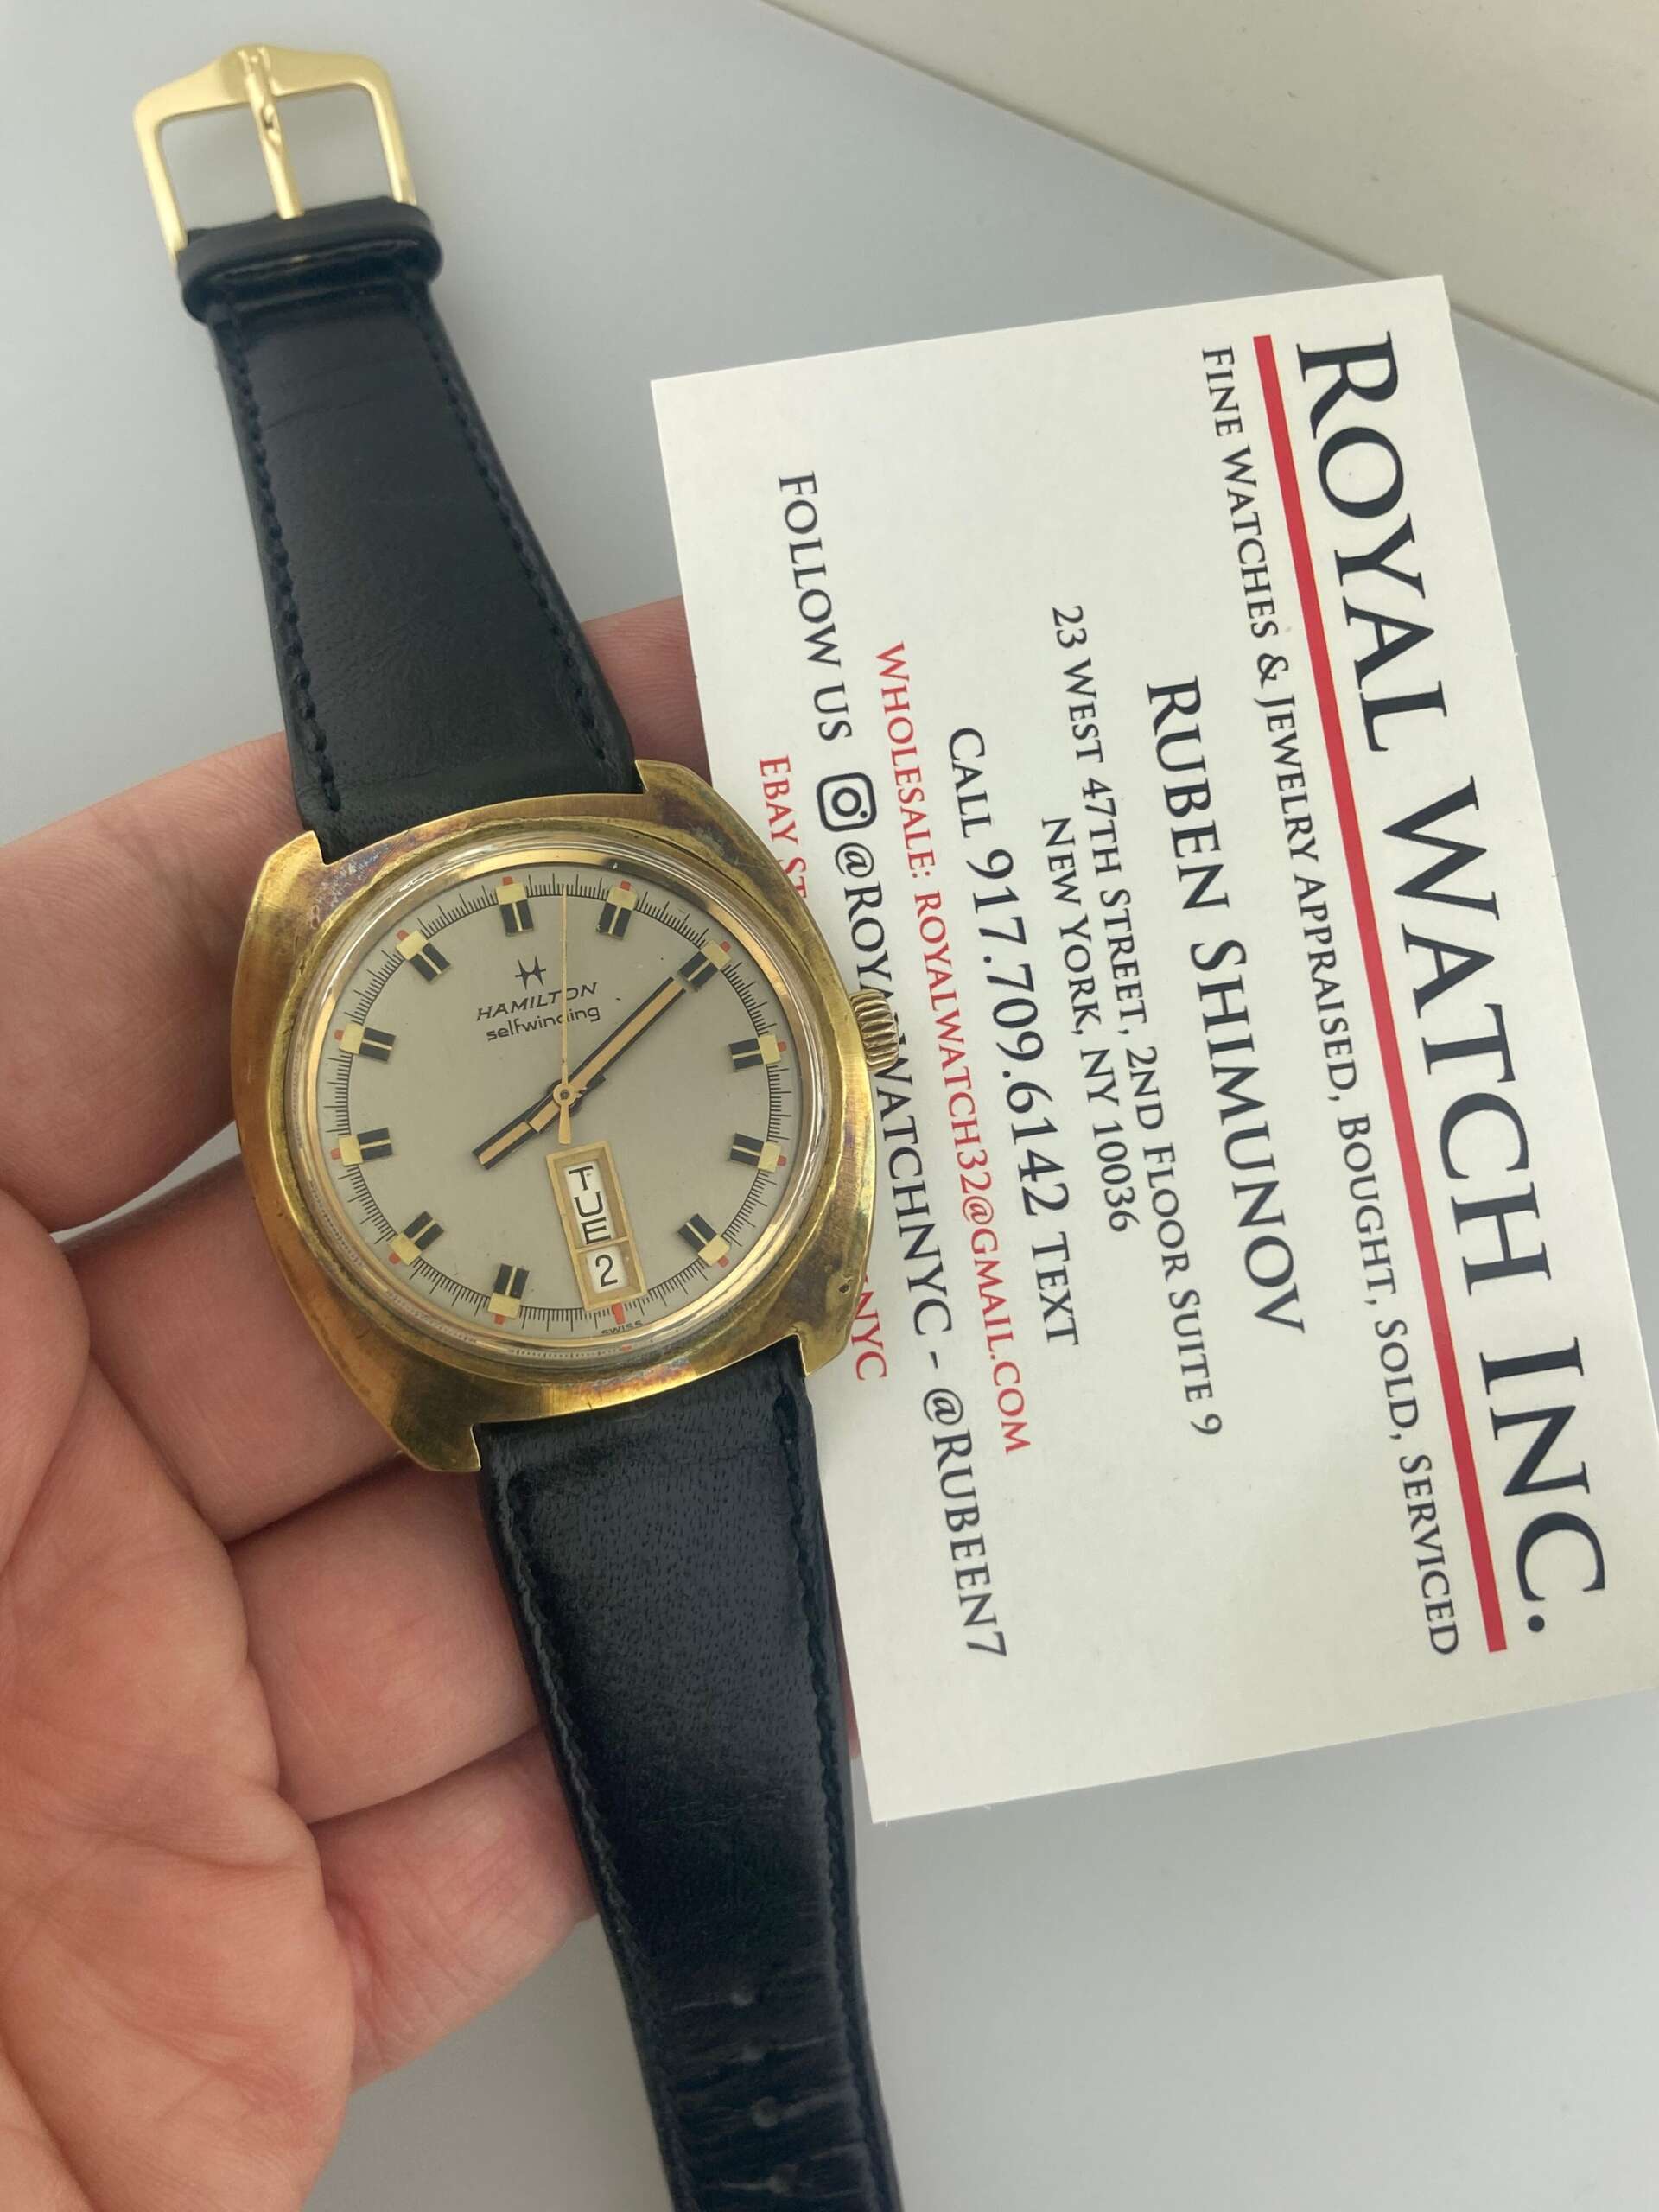 ROYAL WATCH INC.
FINE WATCHES & JEWELRY APPRAISED, BOUGHT, SOLD, SERVICED
RUBEN SHIMUNOV
23 WEST 47TH STREET, 2ND FLOOR SUITE 9
NEW YORK, NY 10036
CALL 917.709.6142 TEXT
WHOLESALE: ROYALWATCH32@GMAIL.COM
FOLLOW US @ROYALWATCHNYC - @RUBEEN7
EBAY NYC
HAMILTON
selfwinding
TUE 2
SWISS